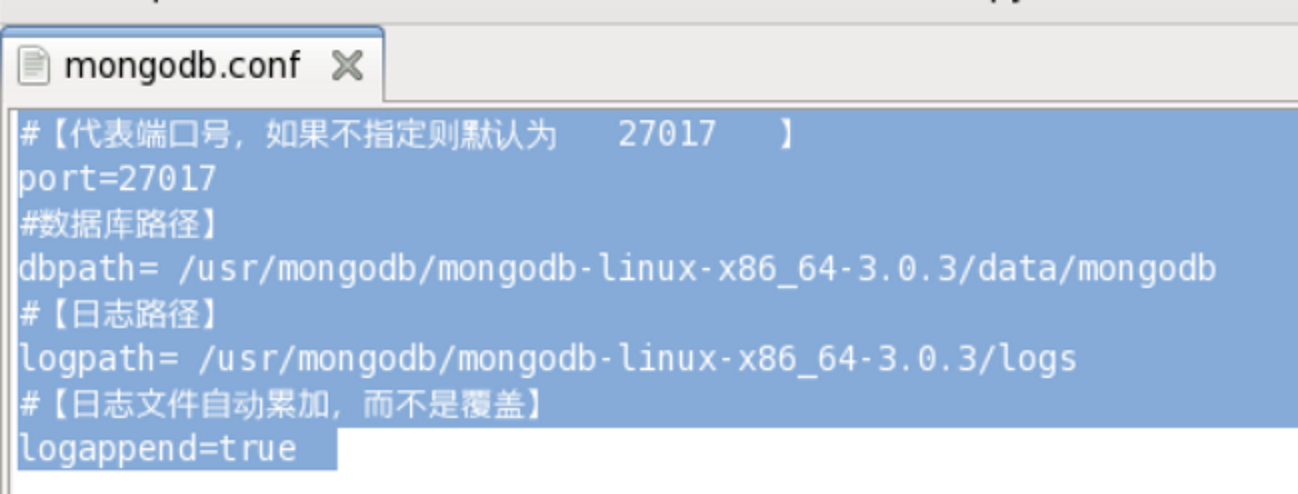 mongodb.conf
#【代表端口号，如果不指定则默认为   27017   】
port=27017
#数据库路径】
dbpath= /usr/mongodb/mongodb-linux-x86_64-3.0.3/data/mongodb
#【日志路径】
logpath= /usr/mongodb/mongodb-linux-x86_64-3.0.3/logs
#【日志文件自动累加，而不是覆盖】
logappend=true